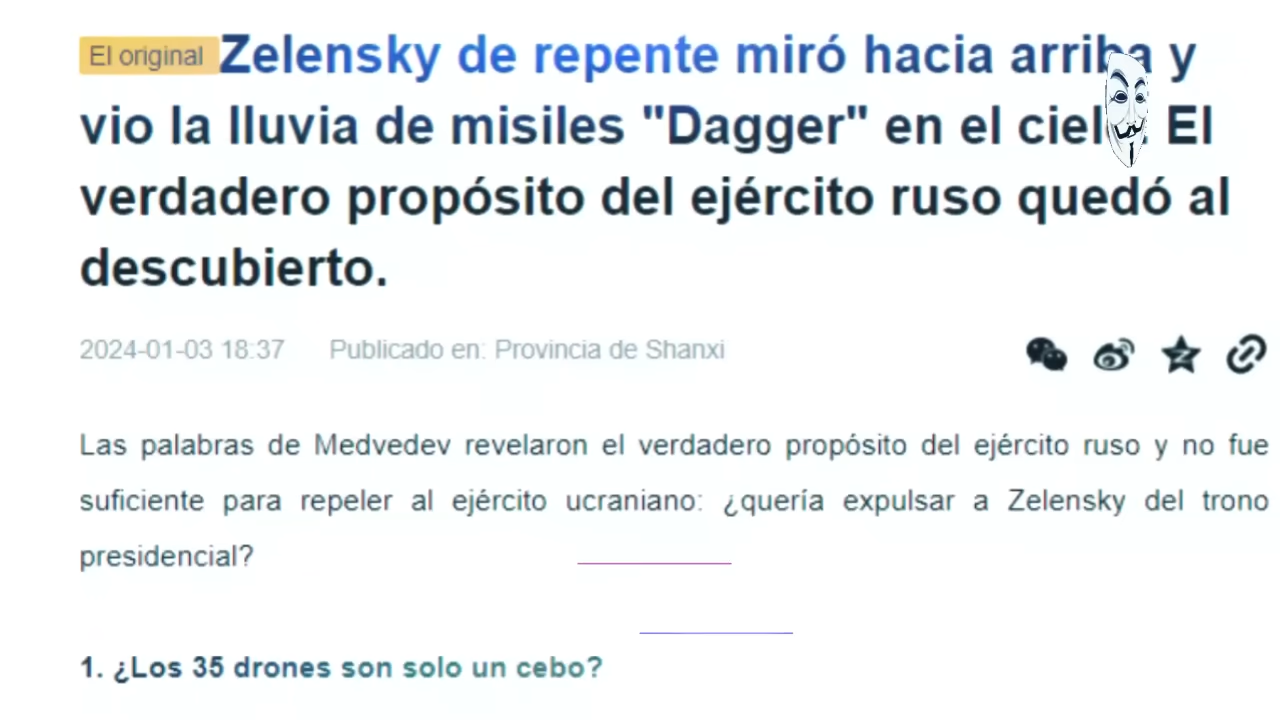 El original Zelensky de repente miró hacia arriba y
vio la lluvia de misiles "Dagger" en el cielo. El
verdadero propósito del ejército ruso quedó al
descubierto.
2024-01-03 18:37 Publicado en: Provincia de Shanxi
Las palabras de Medvedev revelaron el verdadero propósito del ejército ruso y no fue
suficiente para repeler al ejército ucraniano: ¿quería expulsar a Zelensky del trono
presidencial?
1. ¿Los 35 drones son solo un cebo?